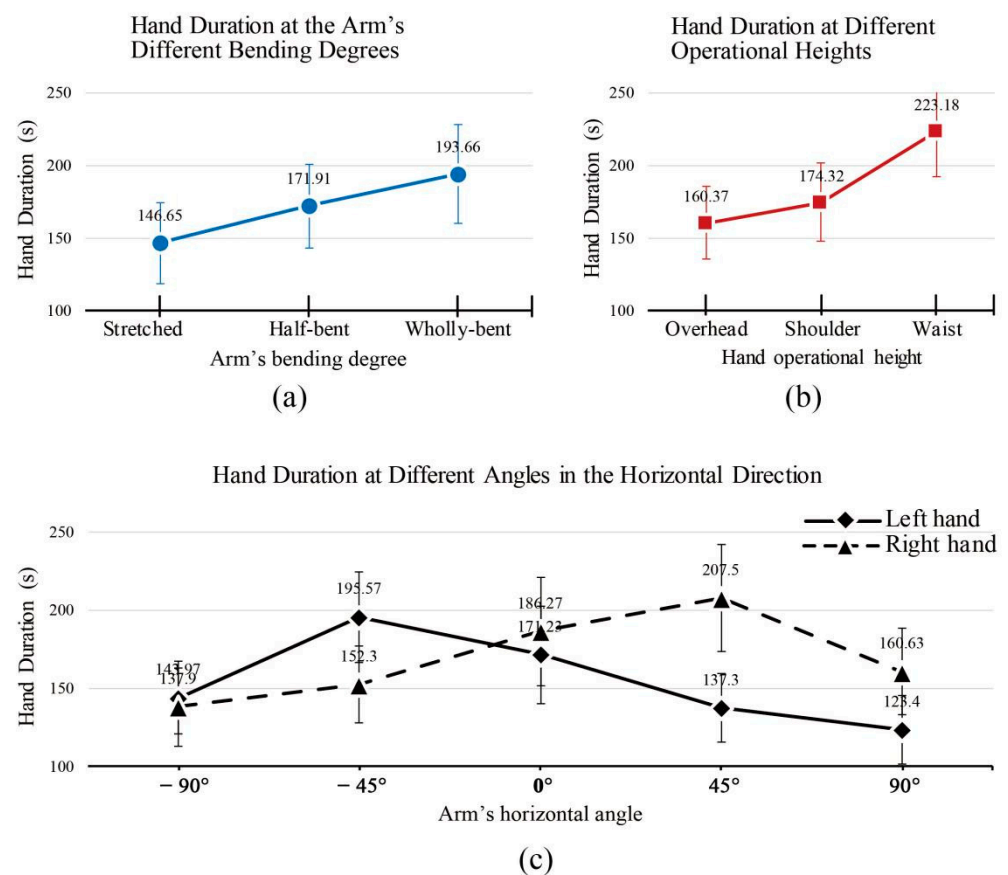 Hand Duration at the Arm's
Different Bending Degrees
250
200
150
100
Hand Duration (s)
146.65
171.91
193.66
Stretched
Half-bent
Wholly-bent
Arm's bending degree
(a)
Hand Duration at Different
Operational Heights
250
200
150
100
Hand Duration (s)
160.37
174.32
223.18
Overhead
Shoulder
Waist
Hand operational height
(b)
Hand Duration at Different Angles in the Horizontal Direction
Left hand
Right hand
250
200
150
100
Hand Duration (s)
137.9
195.57
152.3
186.27
171.23
207.5
137.3
160.63
−90°
−45°
0°
45°
90°
Arm's horizontal angle
(c)